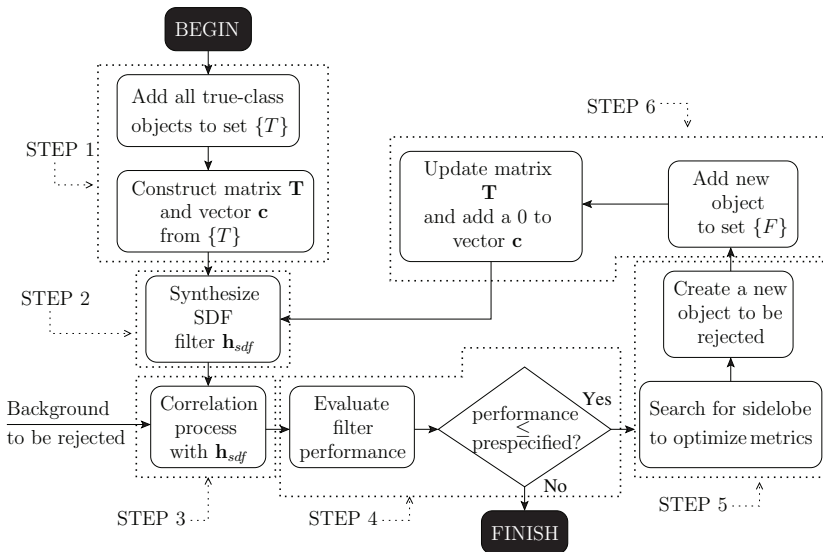 BEGIN
Add all true-class
objects to set {T}
STEP 1
Construct matrix T
and vector c
from {T}
STEP 2
Synthesize
SDF
filter h_sdf
STEP 6
Update matrix
T
and add a 0 to
vector c
Add new
object
to set {F}
Create a new
object to be
rejected
Background
to be rejected
Correlation
process
with h_sdf
STEP 3
Evaluate
filter
performance
STEP 4
performance
≤
prespecified?
Yes
No
Search for sidelobe
to optimize metrics
STEP 5
FINISH